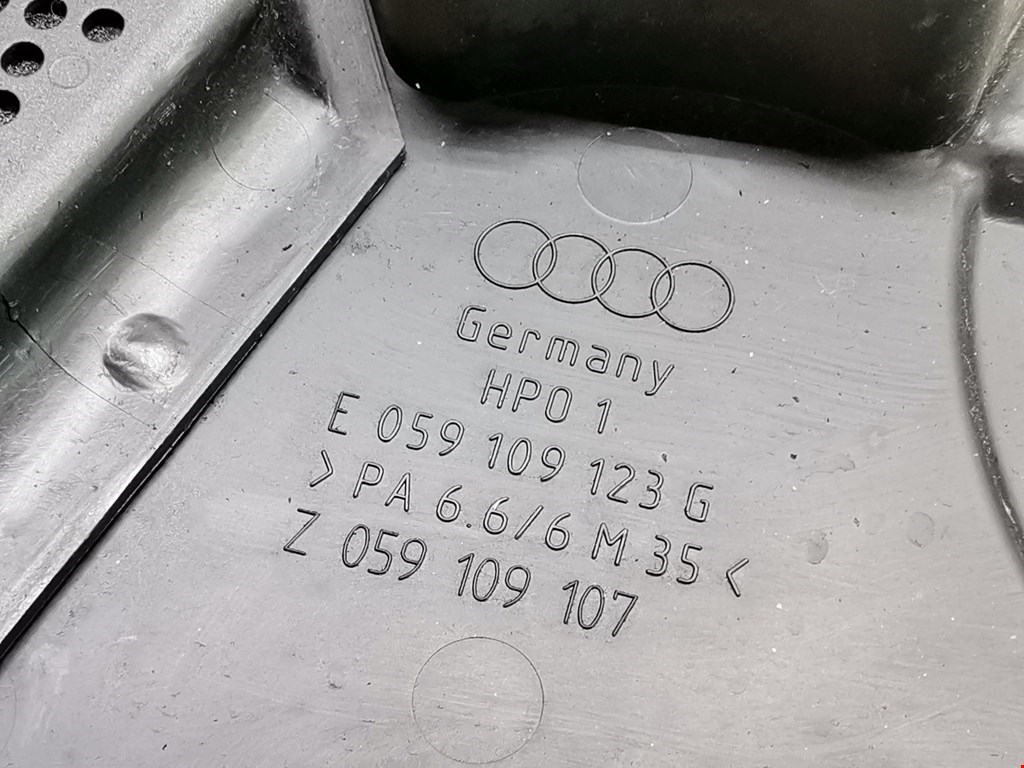 Germany
HPO 1
E 059 109 123 G
>PA 6.6/6 M 35<
Z 059 109 107